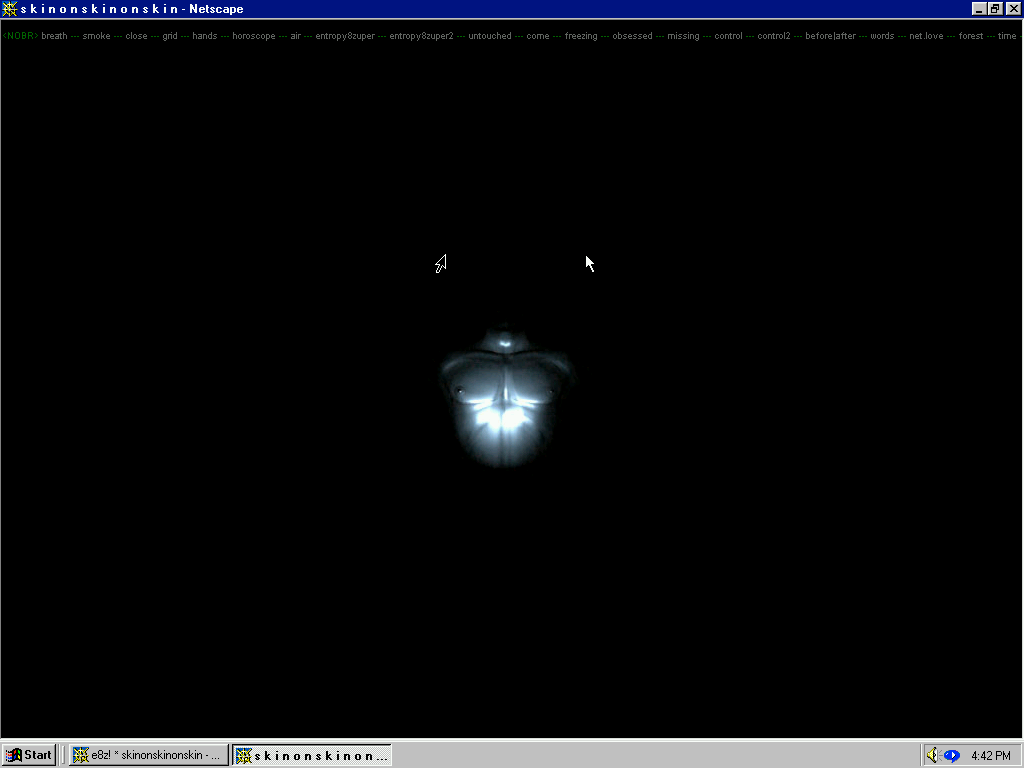 s k i n o n s k i n o n s k i n - Netscape
<NOBR> breath --- smoke --- close --- grid --- hands --- horoscope --- air --- entropy8zuper --- entropy8zuper2 --- untouched --- come --- freezing --- obsessed --- missing --- control --- control2 --- before|after --- words --- net.love --- forest --- time -
Start e8z! * skinonskinonskin - ... s k i n o n s k i n o n ... 4:42 PM